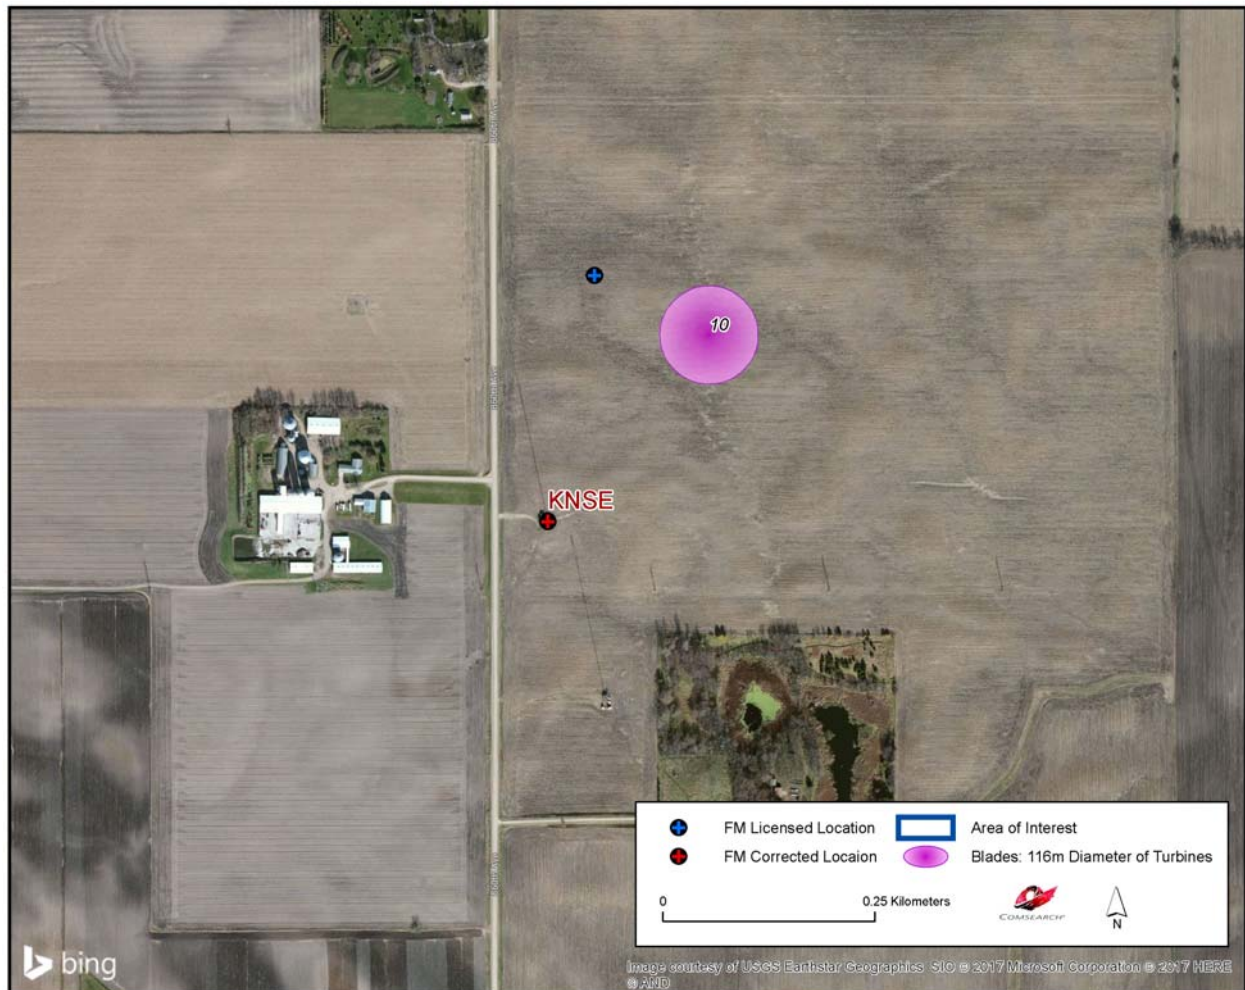 10
KNSE
FM Licensed Location
Area of Interest
FM Corrected Locaion
Blades: 116m Diameter of Turbines
0
0.25 Kilometers
COMSEARCH
N
bing
Image courtesy of USGS Earthstar Geographics SIO © 2017 Microsoft Corporation © 2017 HERE
© AND